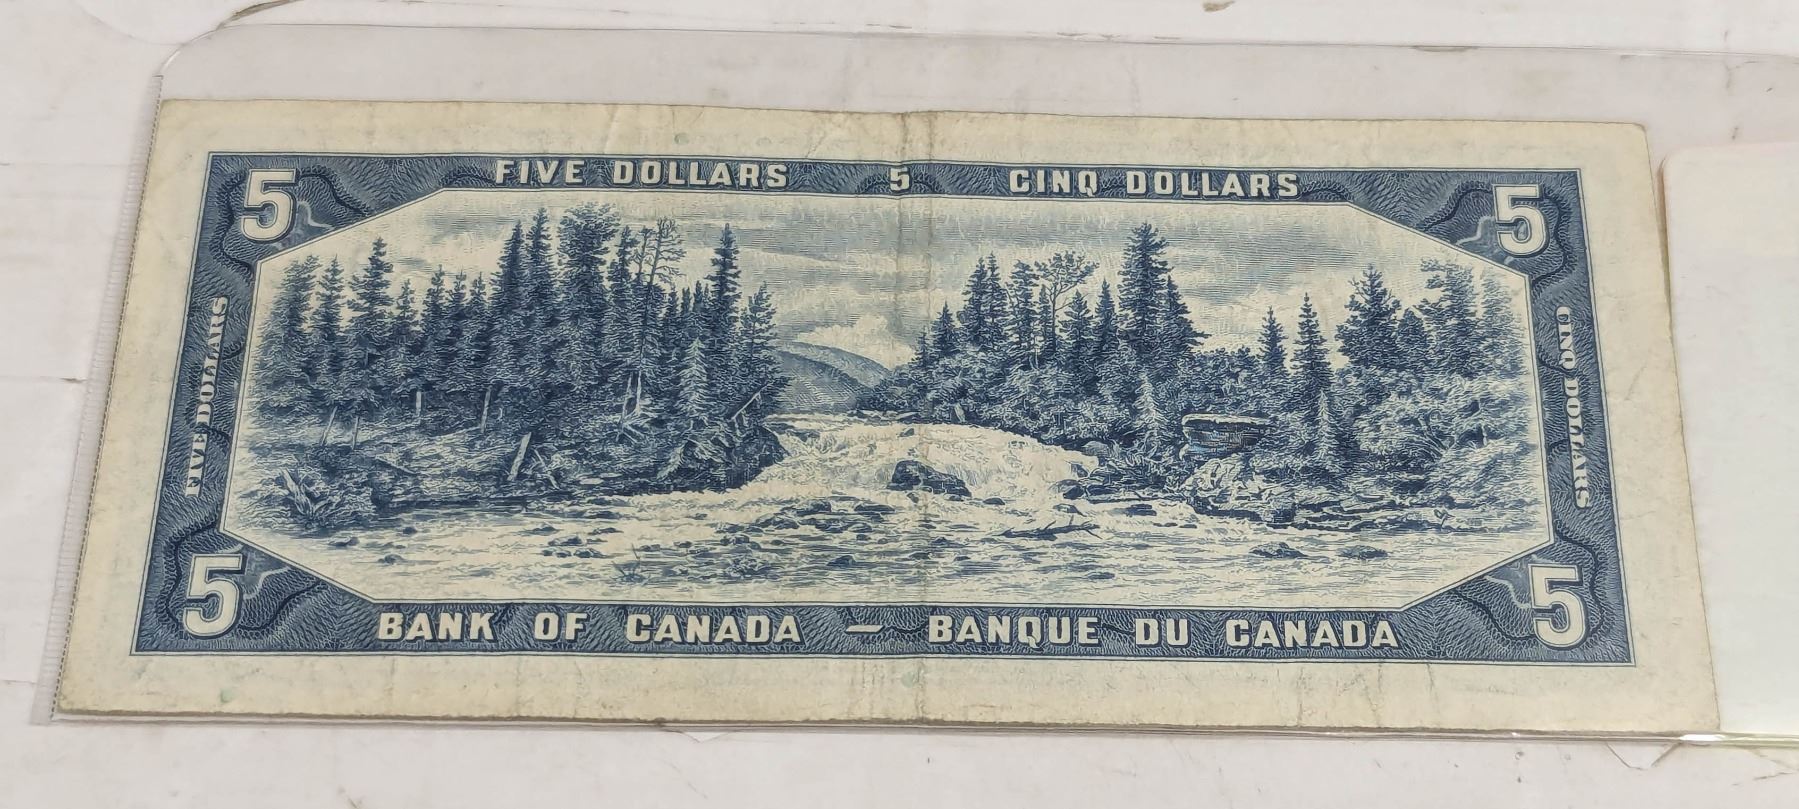 5 FIVE DOLLARS 5 CINQ DOLLARS 5
FIVE DOLLARS
CINQ DOLLARS
5 BANK OF CANADA — BANQUE DU CANADA 5